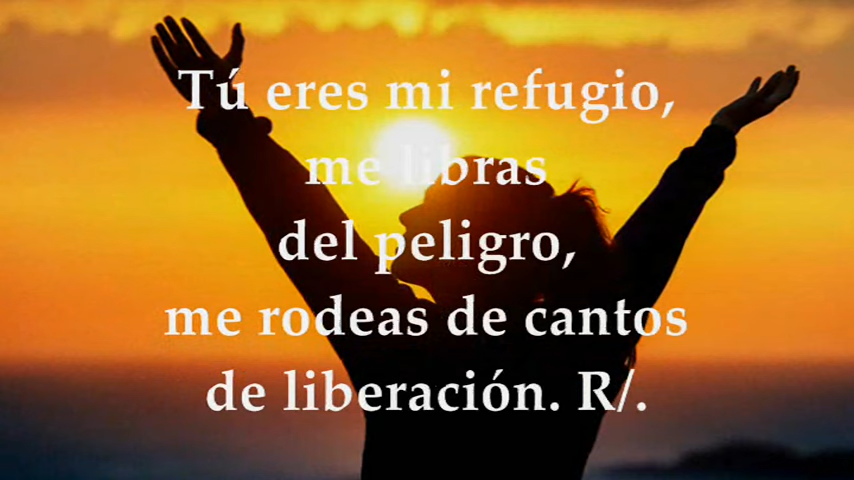 Tú eres mi refugio,
me libras
del peligro,
me rodeas de cantos
de liberación. R/.